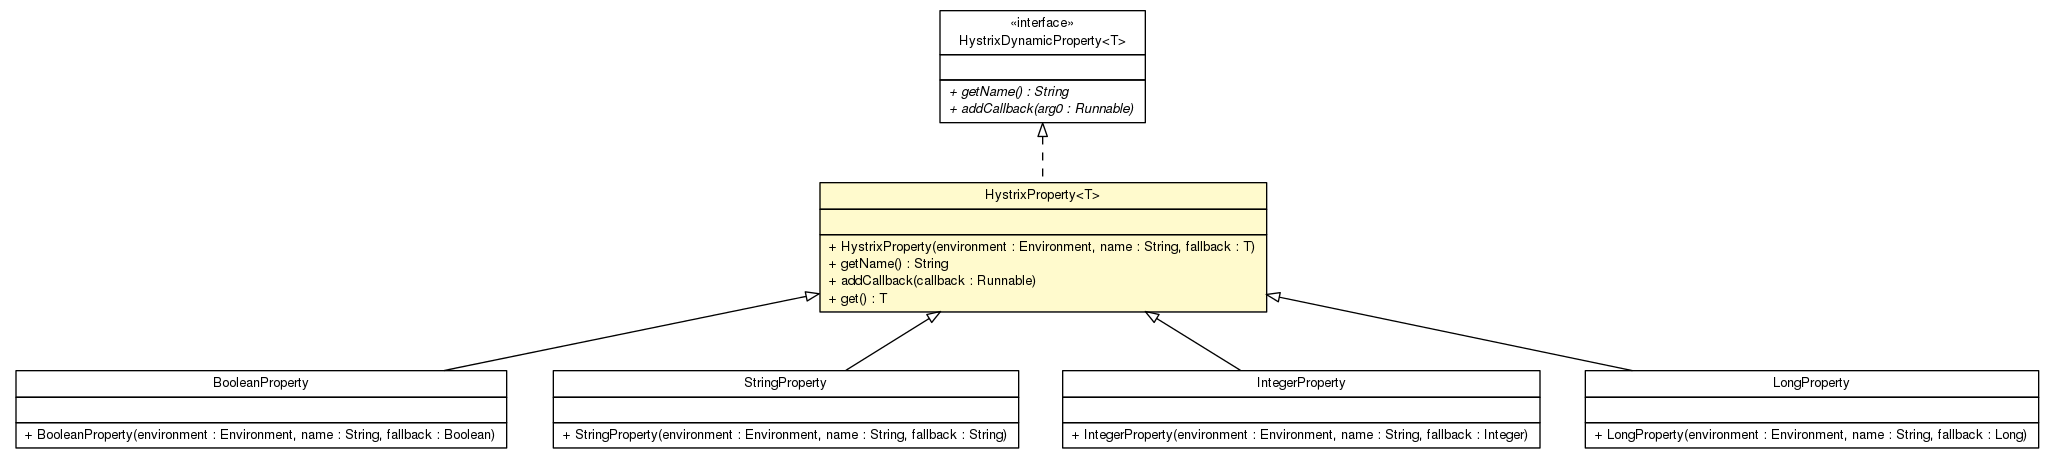 «interface»
HystrixDynamicProperty<T>
+ getName() : String
+ addCallback(arg0 : Runnable)
HystrixProperty<T>
+ HystrixProperty(environment : Environment, name : String, fallback : T)
+ getName() : String
+ addCallback(callback : Runnable)
+ get() : T
BooleanProperty
+ BooleanProperty(environment : Environment, name : String, fallback : Boolean)
StringProperty
+ StringProperty(environment : Environment, name : String, fallback : String)
IntegerProperty
+ IntegerProperty(environment : Environment, name : String, fallback : Integer)
LongProperty
+ LongProperty(environment : Environment, name : String, fallback : Long)